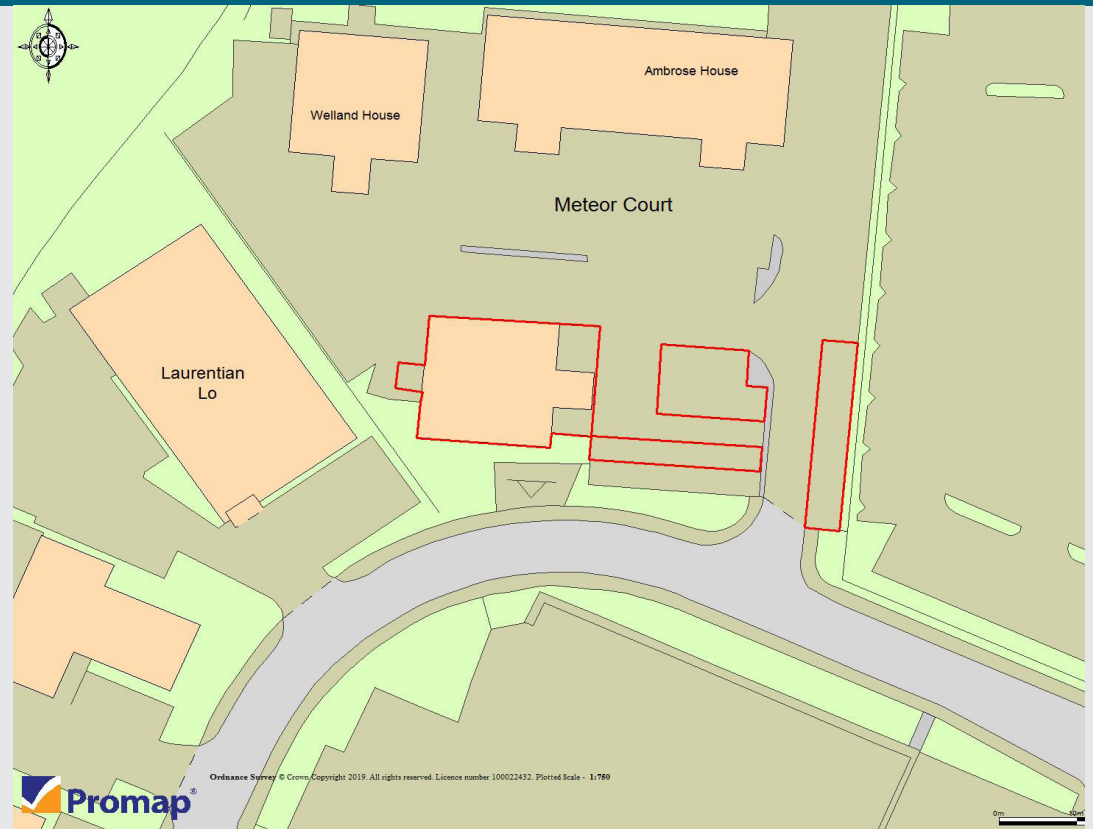 Ambrose House
Welland House
Meteor Court
Laurentian
Lo
Ordnance Survey © Crown Copyright 2019. All rights reserved. Licence number 100022432. Plotted Scale - 1:750
Promap®
0m 10m